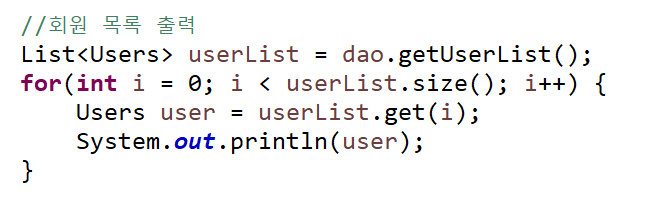 //회원 목록 출력
List<Users> userList = dao.getUserList();
for(int i = 0; i < userList.size(); i++) {
    Users user = userList.get(i);
    System.out.println(user);
}